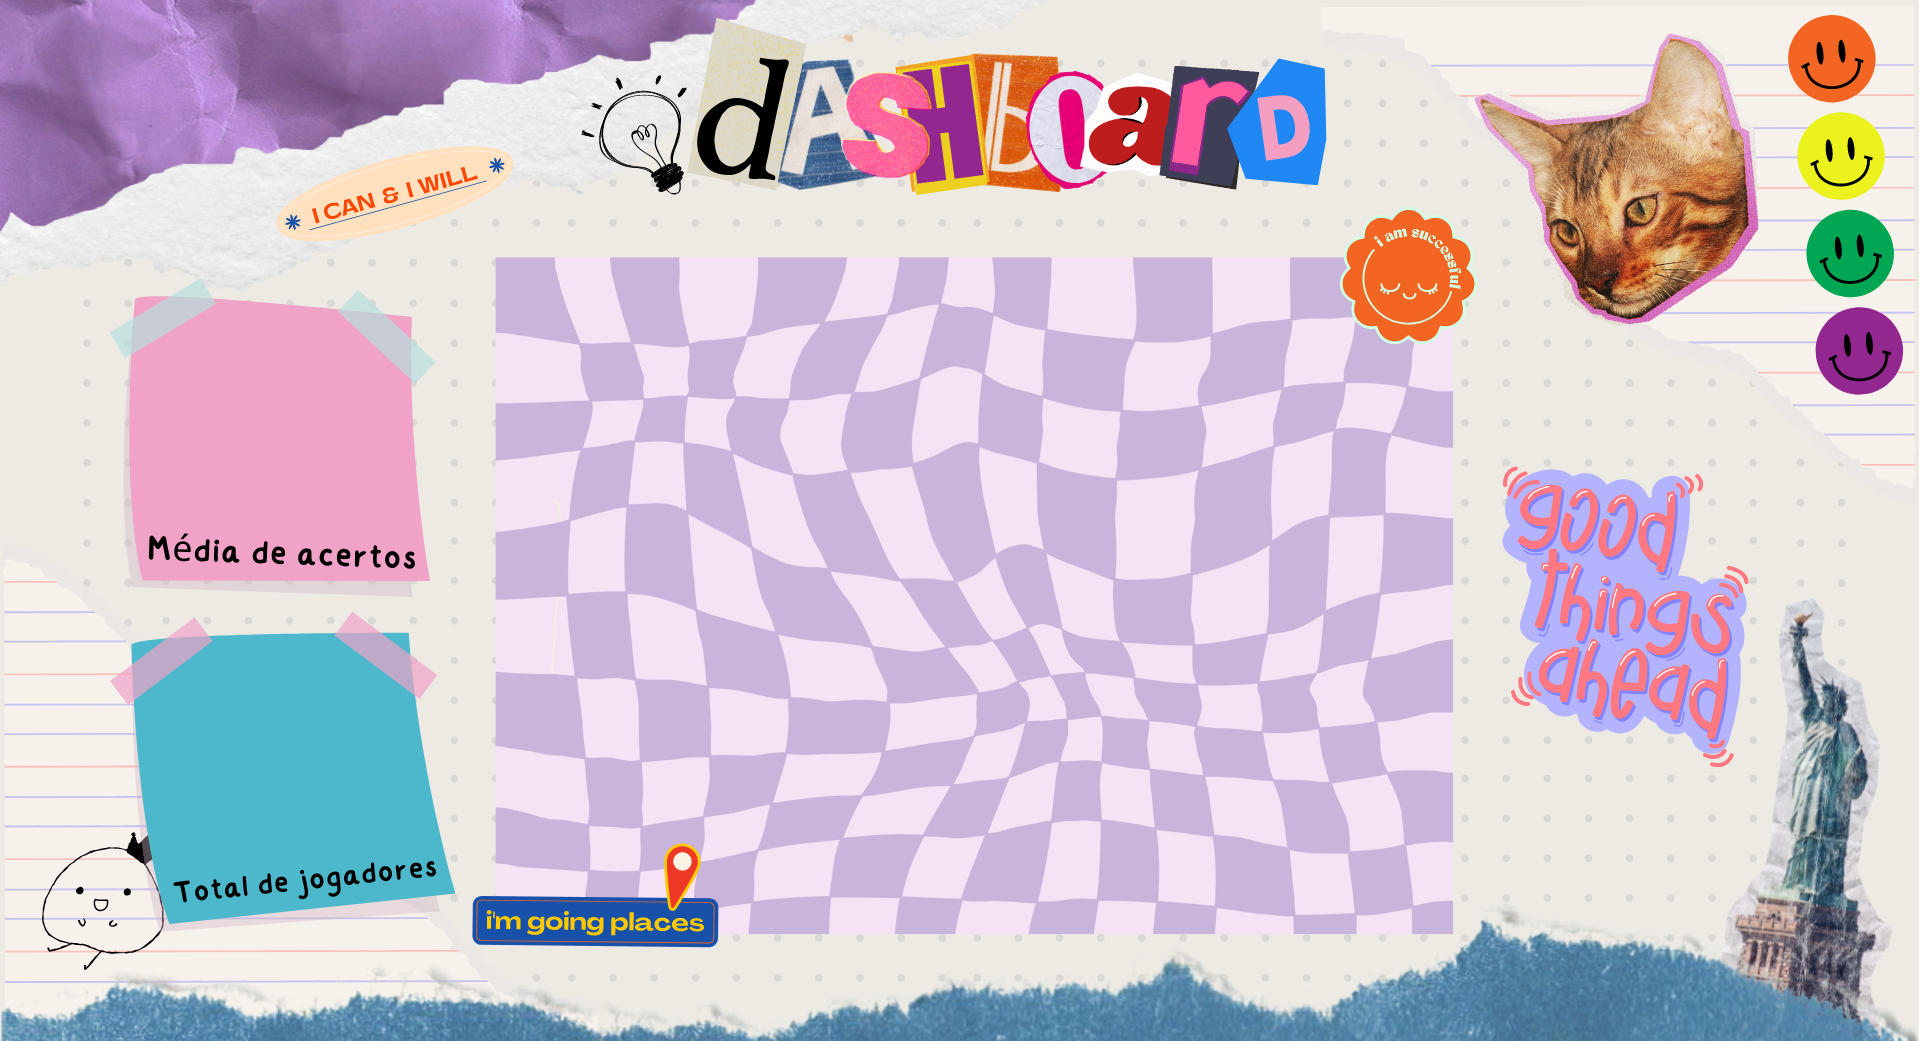 dASHboarD
I CAN & I WILL
i am successful
Média de acertos
good
things
ahead
Total de jogadores
i'm going places